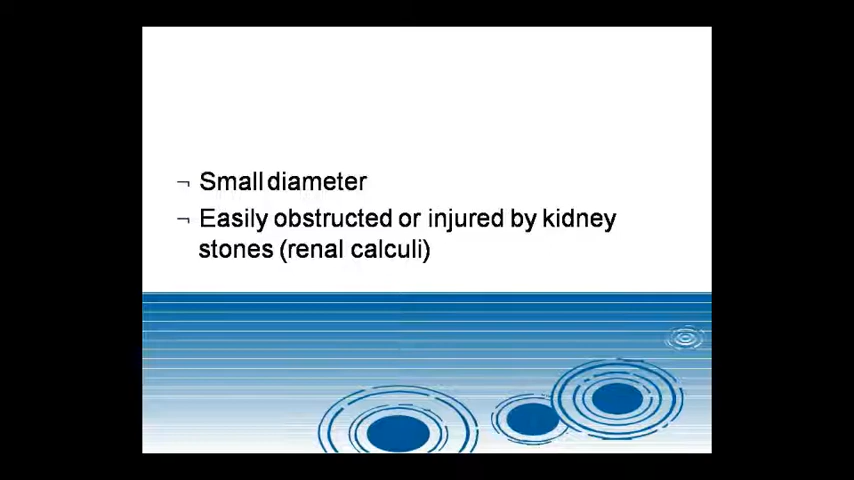 ¬ Small diameter
¬ Easily obstructed or injured by kidney
stones (renal calculi)